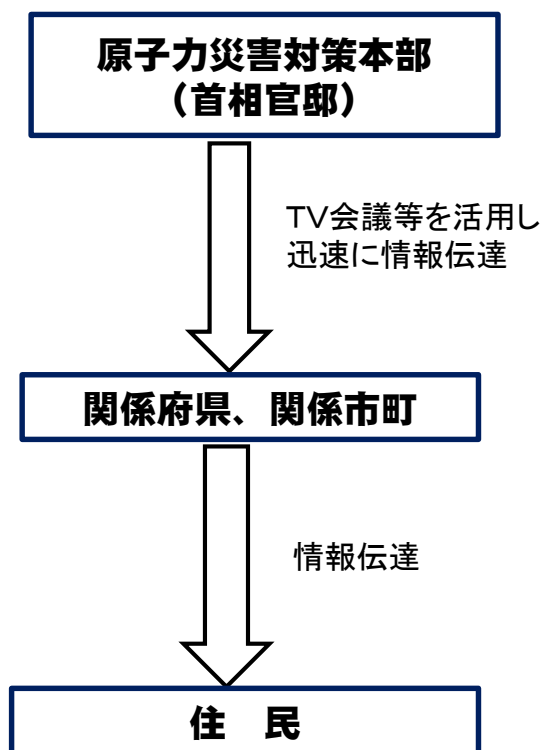 原子力災害対策本部
（首相官邸）
TV会議等を活用し
迅速に情報伝達
関係府県、関係市町
情報伝達
住　民